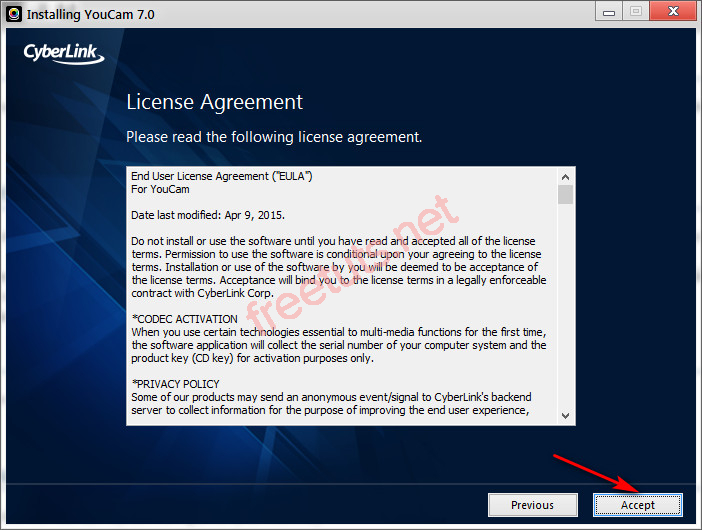 Installing YouCam 7.0
CyberLink
License Agreement
Please read the following license agreement.
End User License Agreement ("EULA")
For YouCam
Date last modified: Apr 9, 2015.
Do not install or use the software until you have read and accepted all of the license
terms. Permission to use the software is conditional upon your agreeing to the license
terms. Installation or use of the software by you will be deemed to be acceptance of
the license terms. Acceptance will bind you to the license terms in a legally enforceable
contract with CyberLink Corp.
*CODEC ACTIVATION
When you use certain technologies essential to multi-media functions for the first time,
the software application will collect the serial number of your computer system and the
product key (CD key) for activation purposes only.
*PRIVACY POLICY
Some of our products may send an anonymous event/signal to CyberLink's backend
server to collect information for the purpose of improving the end user experience,
freetuts.net
Previous
Accept